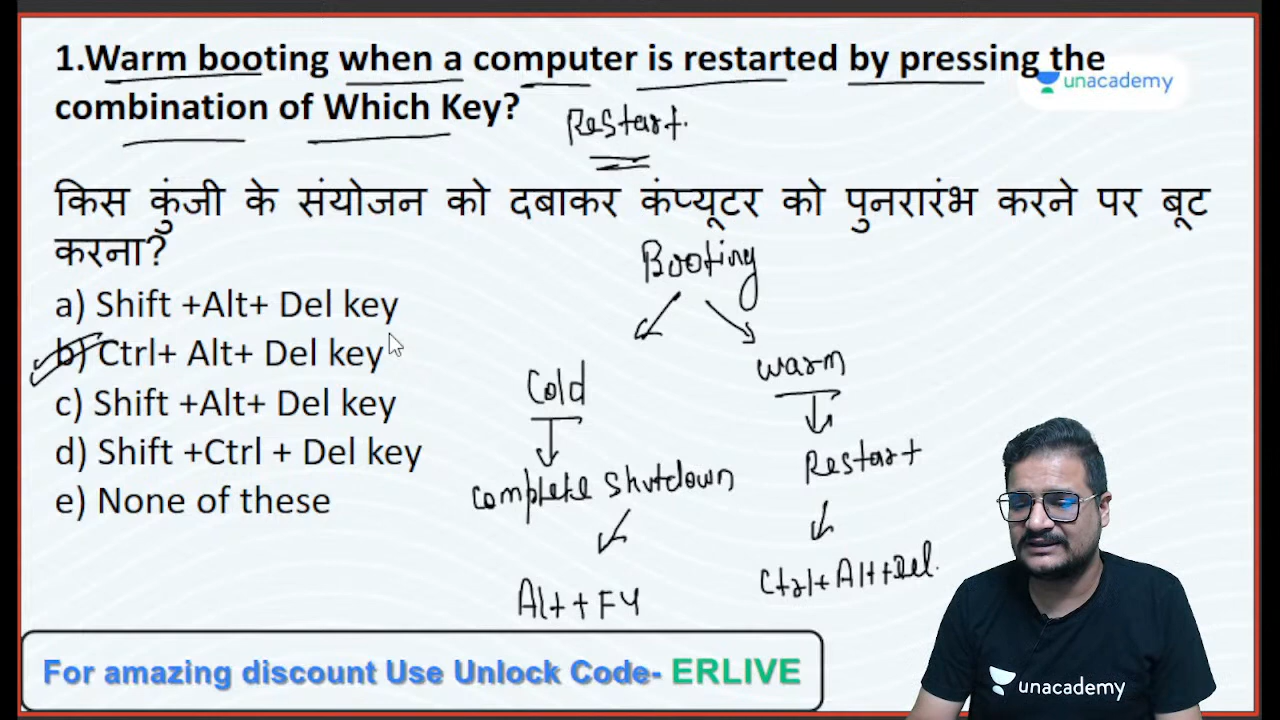 1.Warm booting when a computer is restarted by pressing the
unacademy
combination of Which Key?
Restart.
किस कुंजी के संयोजन को दबाकर कंप्यूटर को पुनरारंभ करने पर बूट
करना?
Booting
a) Shift +Alt+ Del key
b) Ctrl+ Alt+ Del key
c) Shift +Alt+ Del key
d) Shift +Ctrl + Del key
e) None of these
Cold
Complete Shutdown
Alt+F4
warm
Restart
Ctrl+Alt+Del.
For amazing discount Use Unlock Code- ERLIVE
unacademy